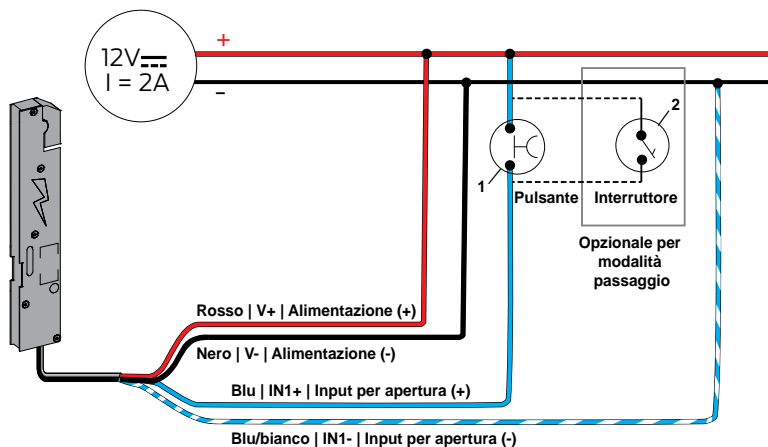 +
12V
I = 2A
–
2
1
Pulsante
Interruttore
Opzionale per
modalità
passaggio
Rosso | V+ | Alimentazione (+)
Nero | V- | Alimentazione (-)
Blu | IN1+ | Input per apertura (+)
Blu/bianco | IN1- | Input per apertura (-)